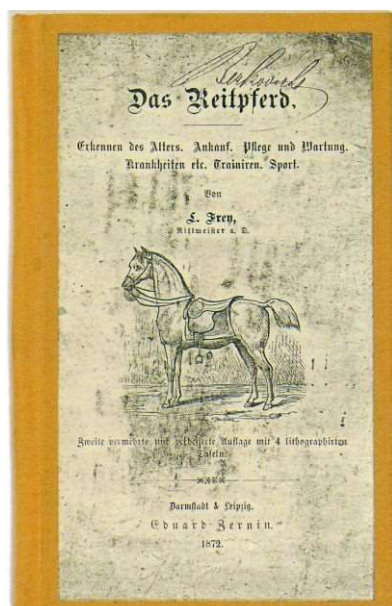 Das Reitpferd.
Erkennen des Alters. Ankauf. Pflege und Wartung.
Krankheiten etc. Trainiren. Sport.
Von
L. Frey,
Rittmeister a. D.
Zweite vermehrte und verbesserte Auflage mit 4 lithographirten
Tafeln.
Darmstadt & Leipzig.
Eduard Zernin.
1872.